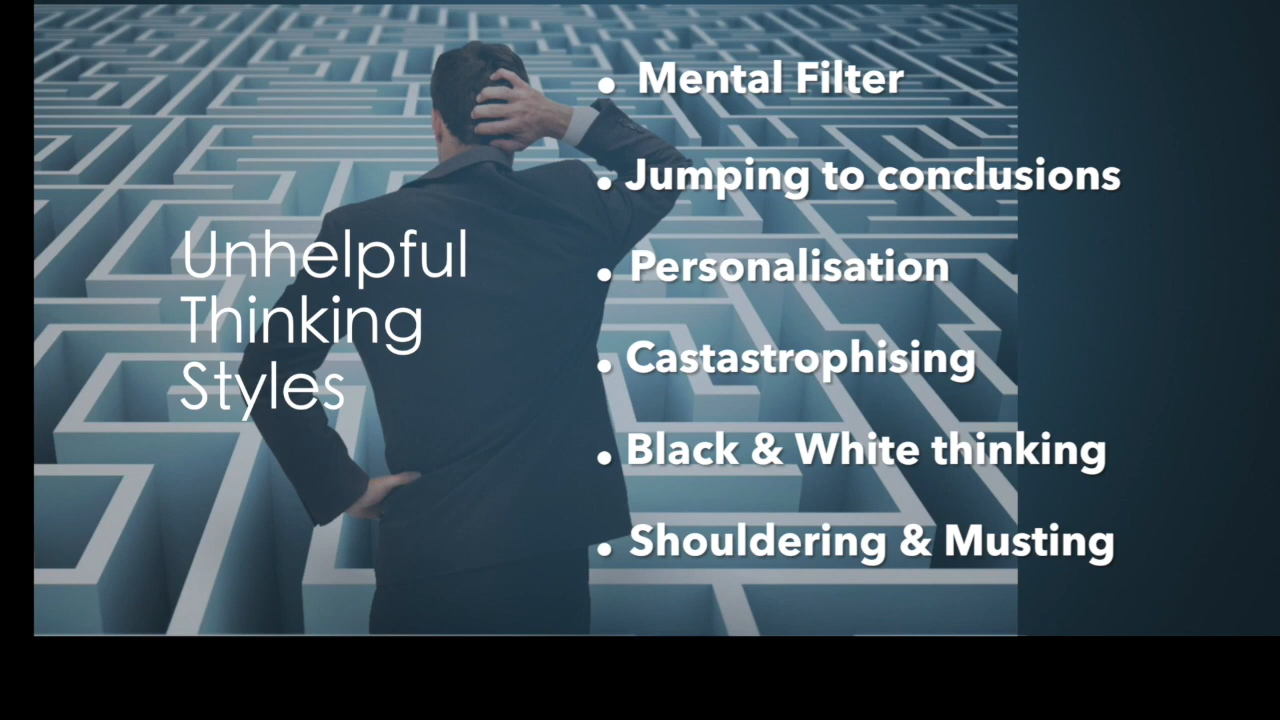 Unhelpful
Thinking
Styles
• Mental Filter
• Jumping to conclusions
• Personalisation
• Castastrophising
• Black & White thinking
• Shouldering & Musting